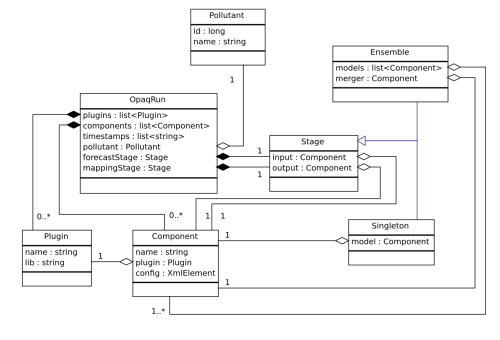 Pollutant
id : long
name : string
1
Ensemble
models : list<Component>
merger : Component
OpaqRun
plugins : list<Plugin>
components : list<Component>
timestamps : list<string>
pollutant : Pollutant
forecastStage : Stage
mappingStage : Stage
1
1
Stage
input : Component
output : Component
0..*
0..*
1
1
Singleton
model : Component
Plugin
name : string
lib : string
1
Component
name : string
plugin : Plugin
config : XmlElement
1
1
1..*